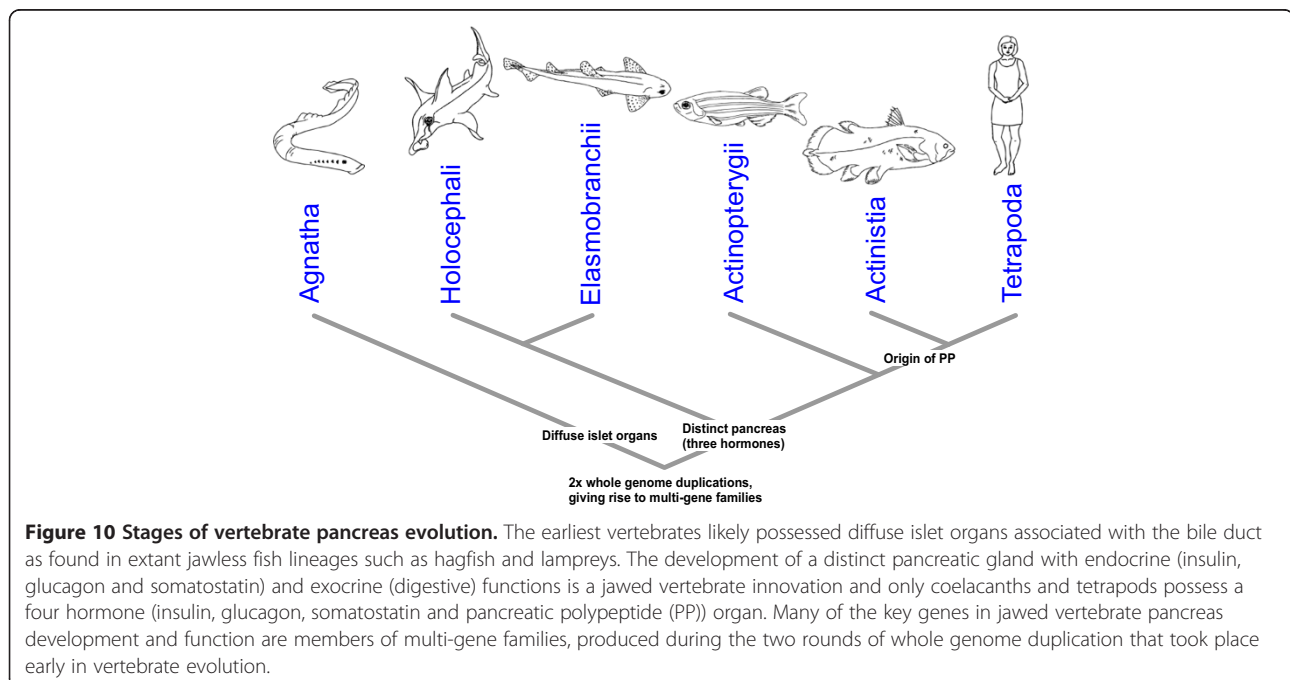 Agnatha
Holocephali
Elasmobranchii
Actinopterygii
Actinistia
Tetrapoda
Origin of PP
Diffuse islet organs
Distinct pancreas
(three hormones)
2x whole genome duplications,
giving rise to multi-gene families
Figure 10 Stages of vertebrate pancreas evolution. The earliest vertebrates likely possessed diffuse islet organs associated with the bile duct
as found in extant jawless fish lineages such as hagfish and lampreys. The development of a distinct pancreatic gland with endocrine (insulin,
glucagon and somatostatin) and exocrine (digestive) functions is a jawed vertebrate innovation and only coelacanths and tetrapods possess a
four hormone (insulin, glucagon, somatostatin and pancreatic polypeptide (PP)) organ. Many of the key genes in jawed vertebrate pancreas
development and function are members of multi-gene families, produced during the two rounds of whole genome duplication that took place
early in vertebrate evolution.